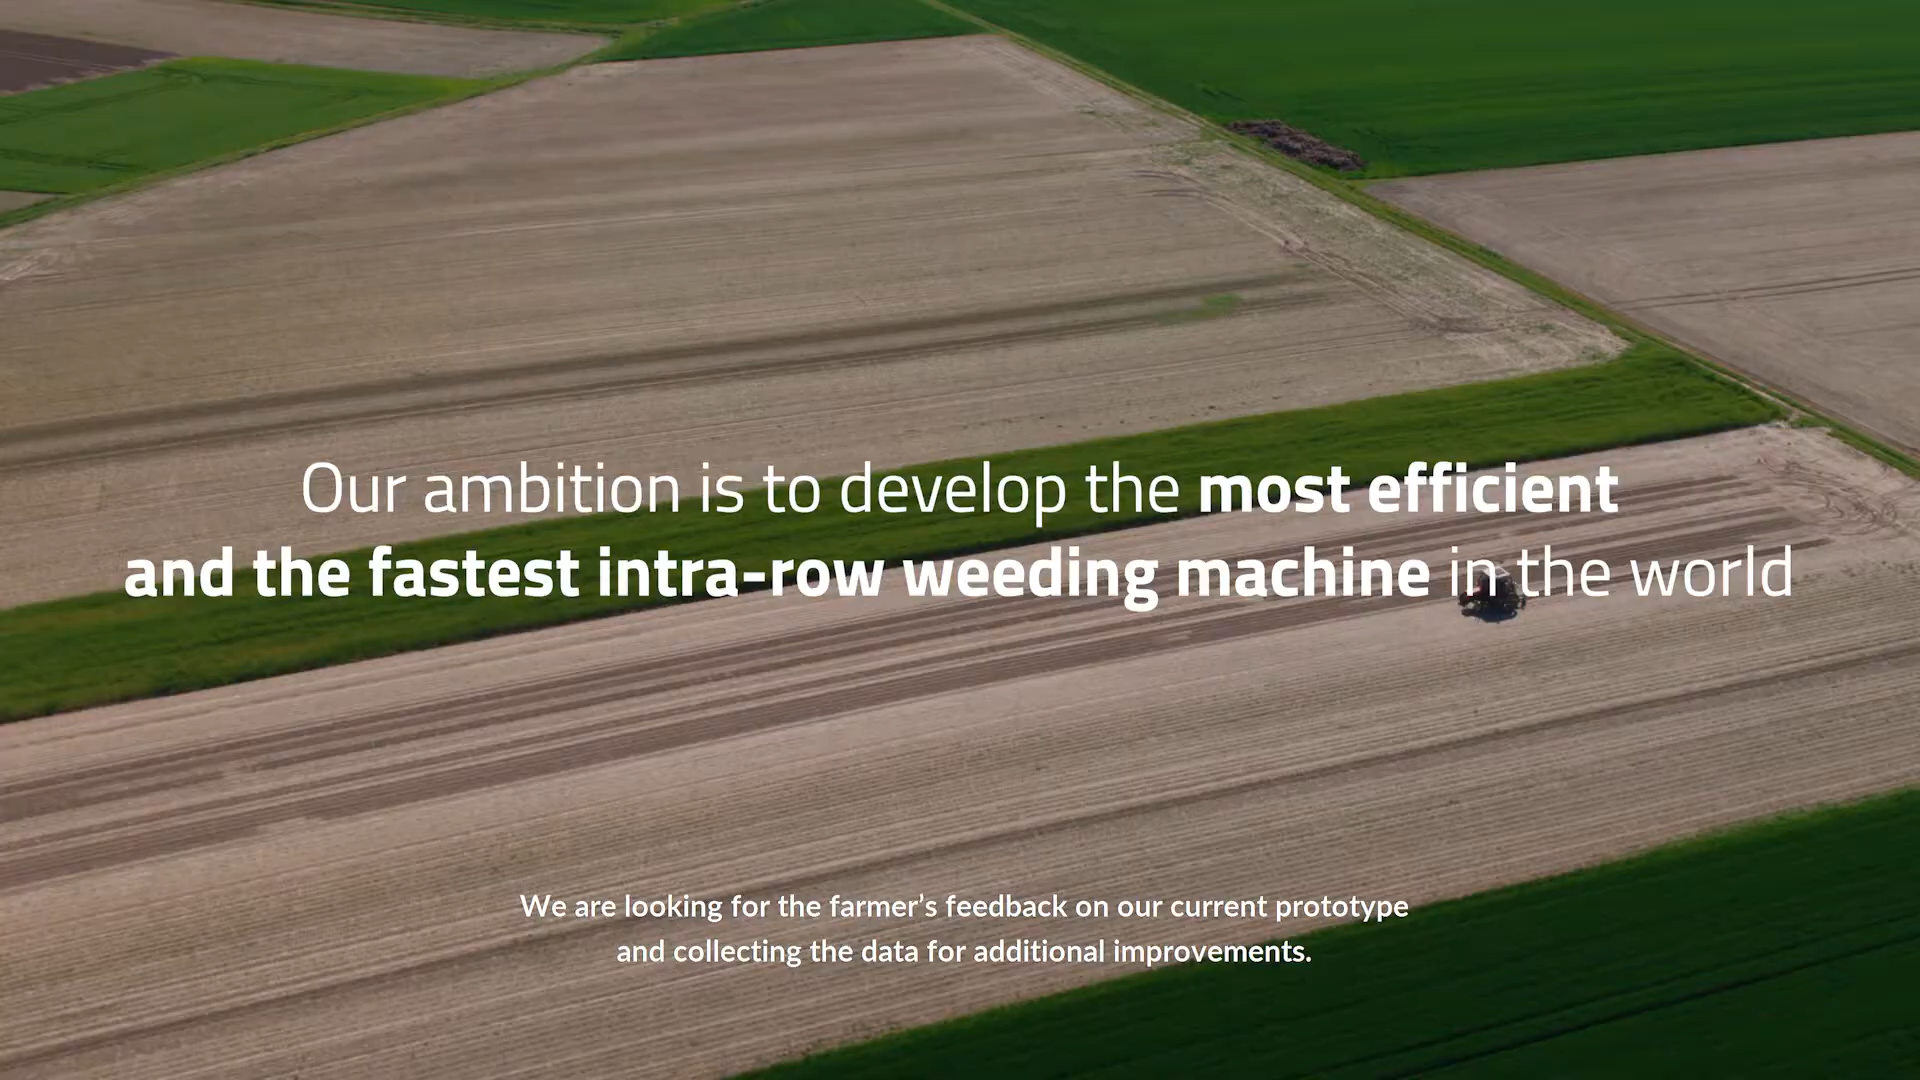 Our ambition is to develop the most efficient
and the fastest intra-row weeding machine in the world
We are looking for the farmer’s feedback on our current prototype
and collecting the data for additional improvements.